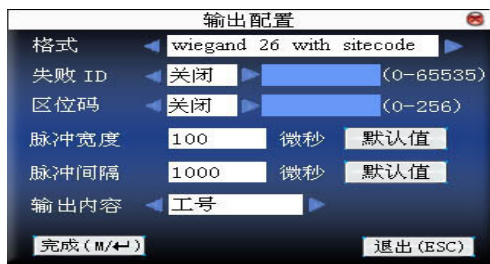 输出配置
格式 wiegand 26 with sitecode
失败 ID 关闭 (0-65535)
区位码 关闭 (0-256)
脉冲宽度 100 微秒 默认值
脉冲间隔 1000 微秒 默认值
输出内容 工号
完成(M/↵) 退出(ESC)